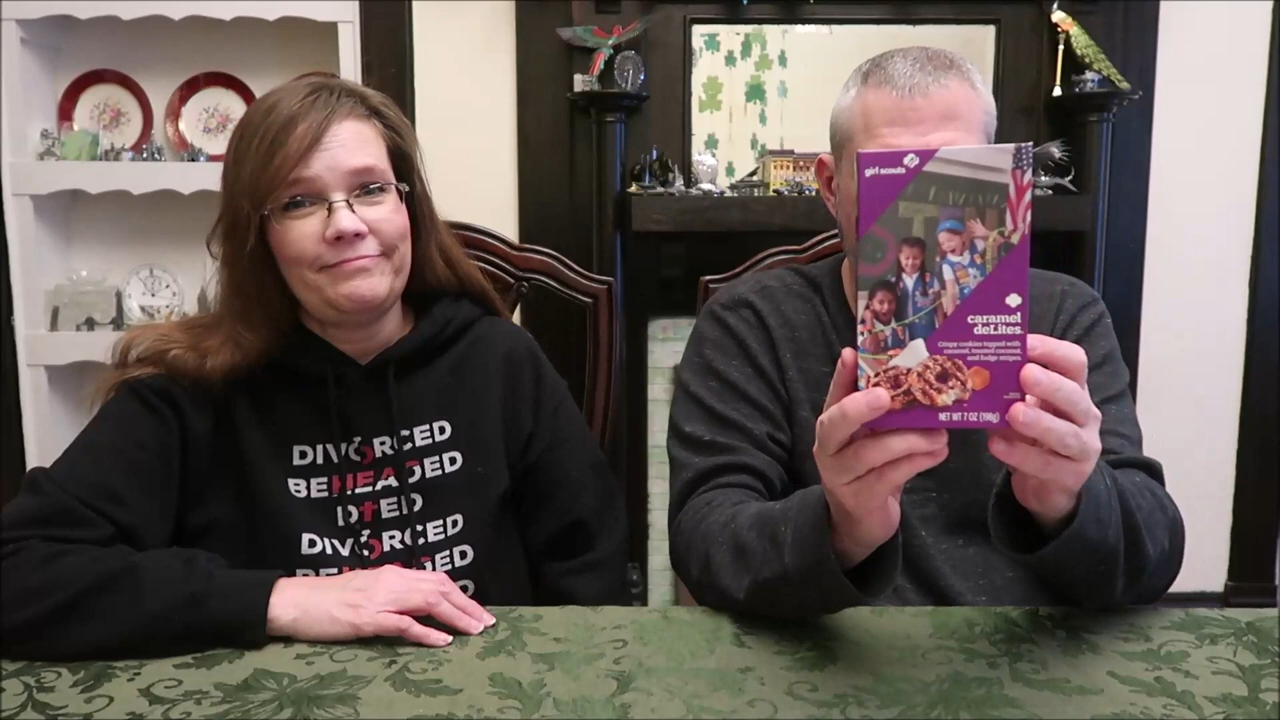 DIVORCED
BEHEADED
DIED
DIVORCED
BEHEADED
girl scouts
caramel
deLites
Crispy cookies topped with
caramel, toasted coconut,
and fudge stripes.
NET WT 7 OZ (198g)